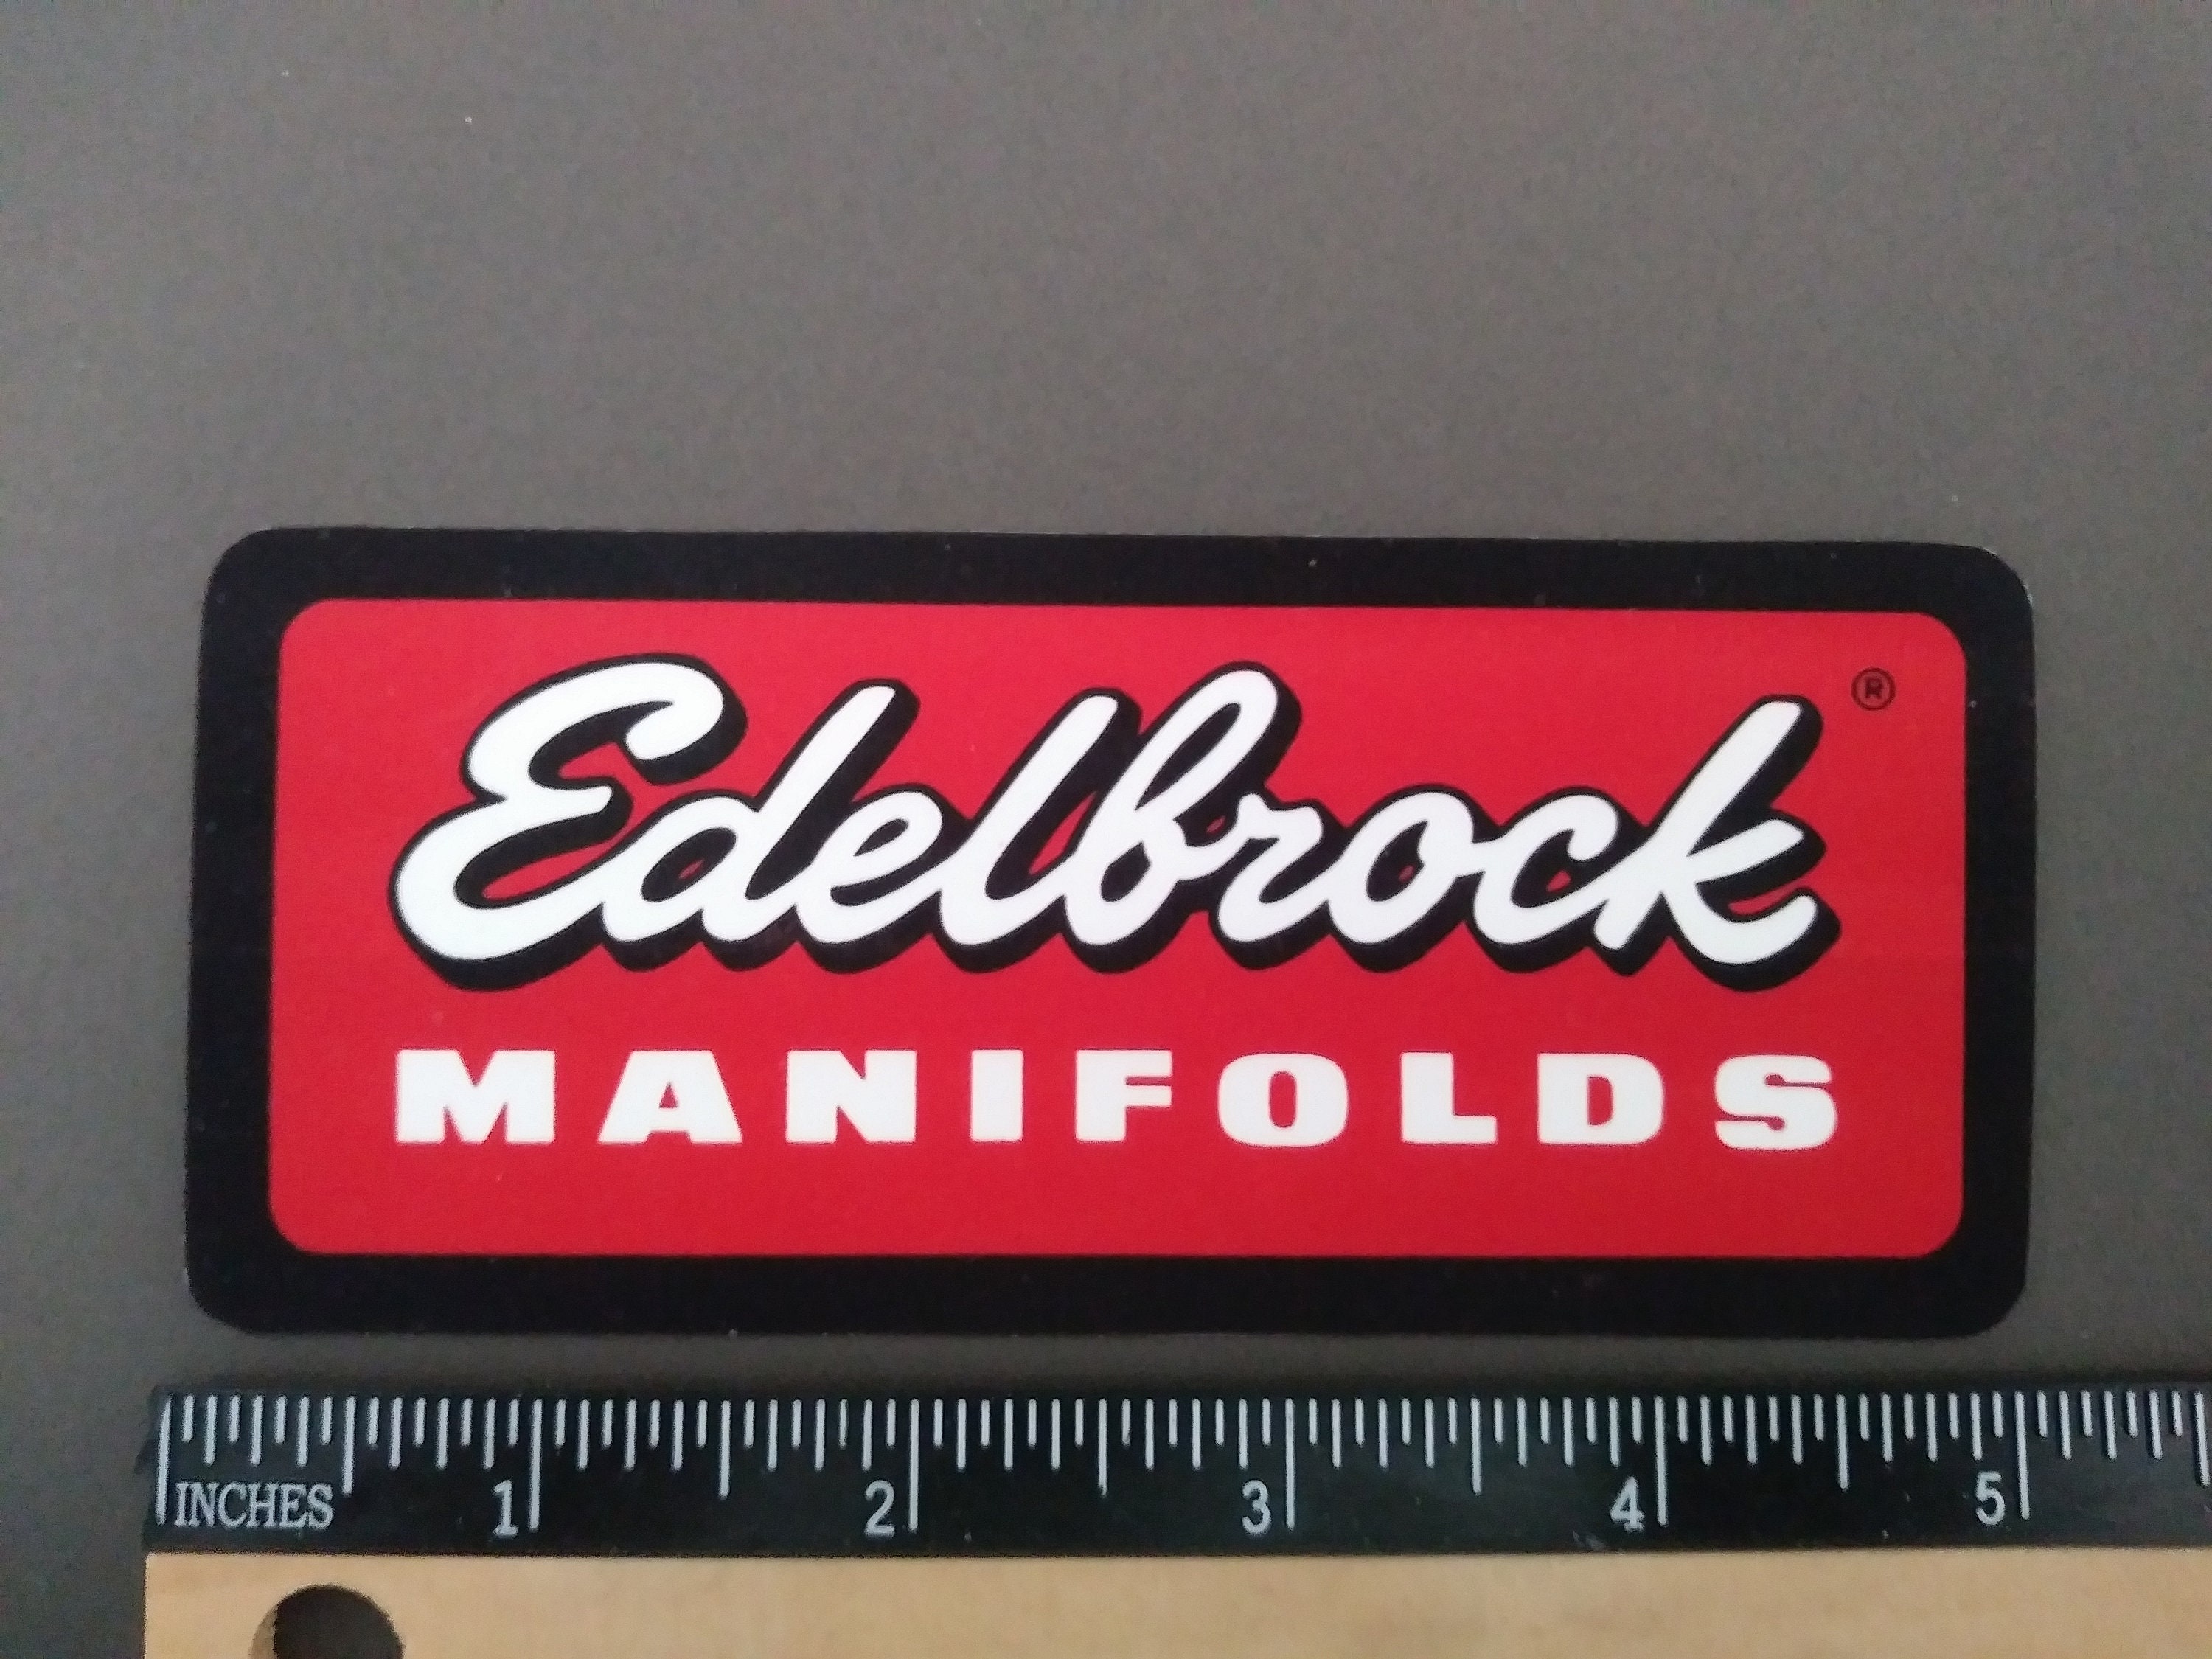 Edelbrock ®
MANIFOLDS
INCHES 1 2 3 4 5